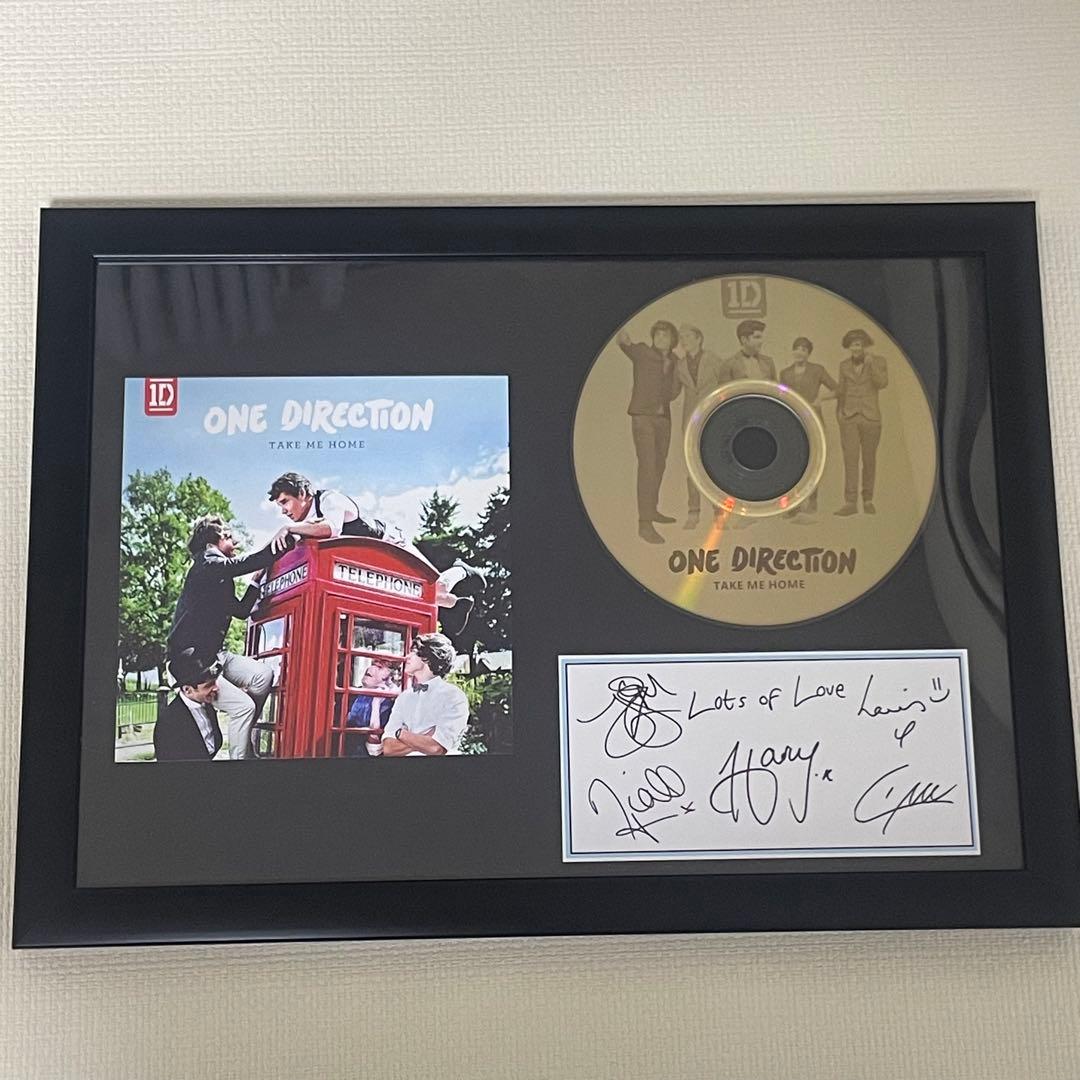 1D
ONE DIRECTION
TAKE ME HOME
TELEPHONE
TELEPHONE
1D
ONE DIRECTION
TAKE ME HOME
Lots of Love
Louis
Niall x
Harry.x